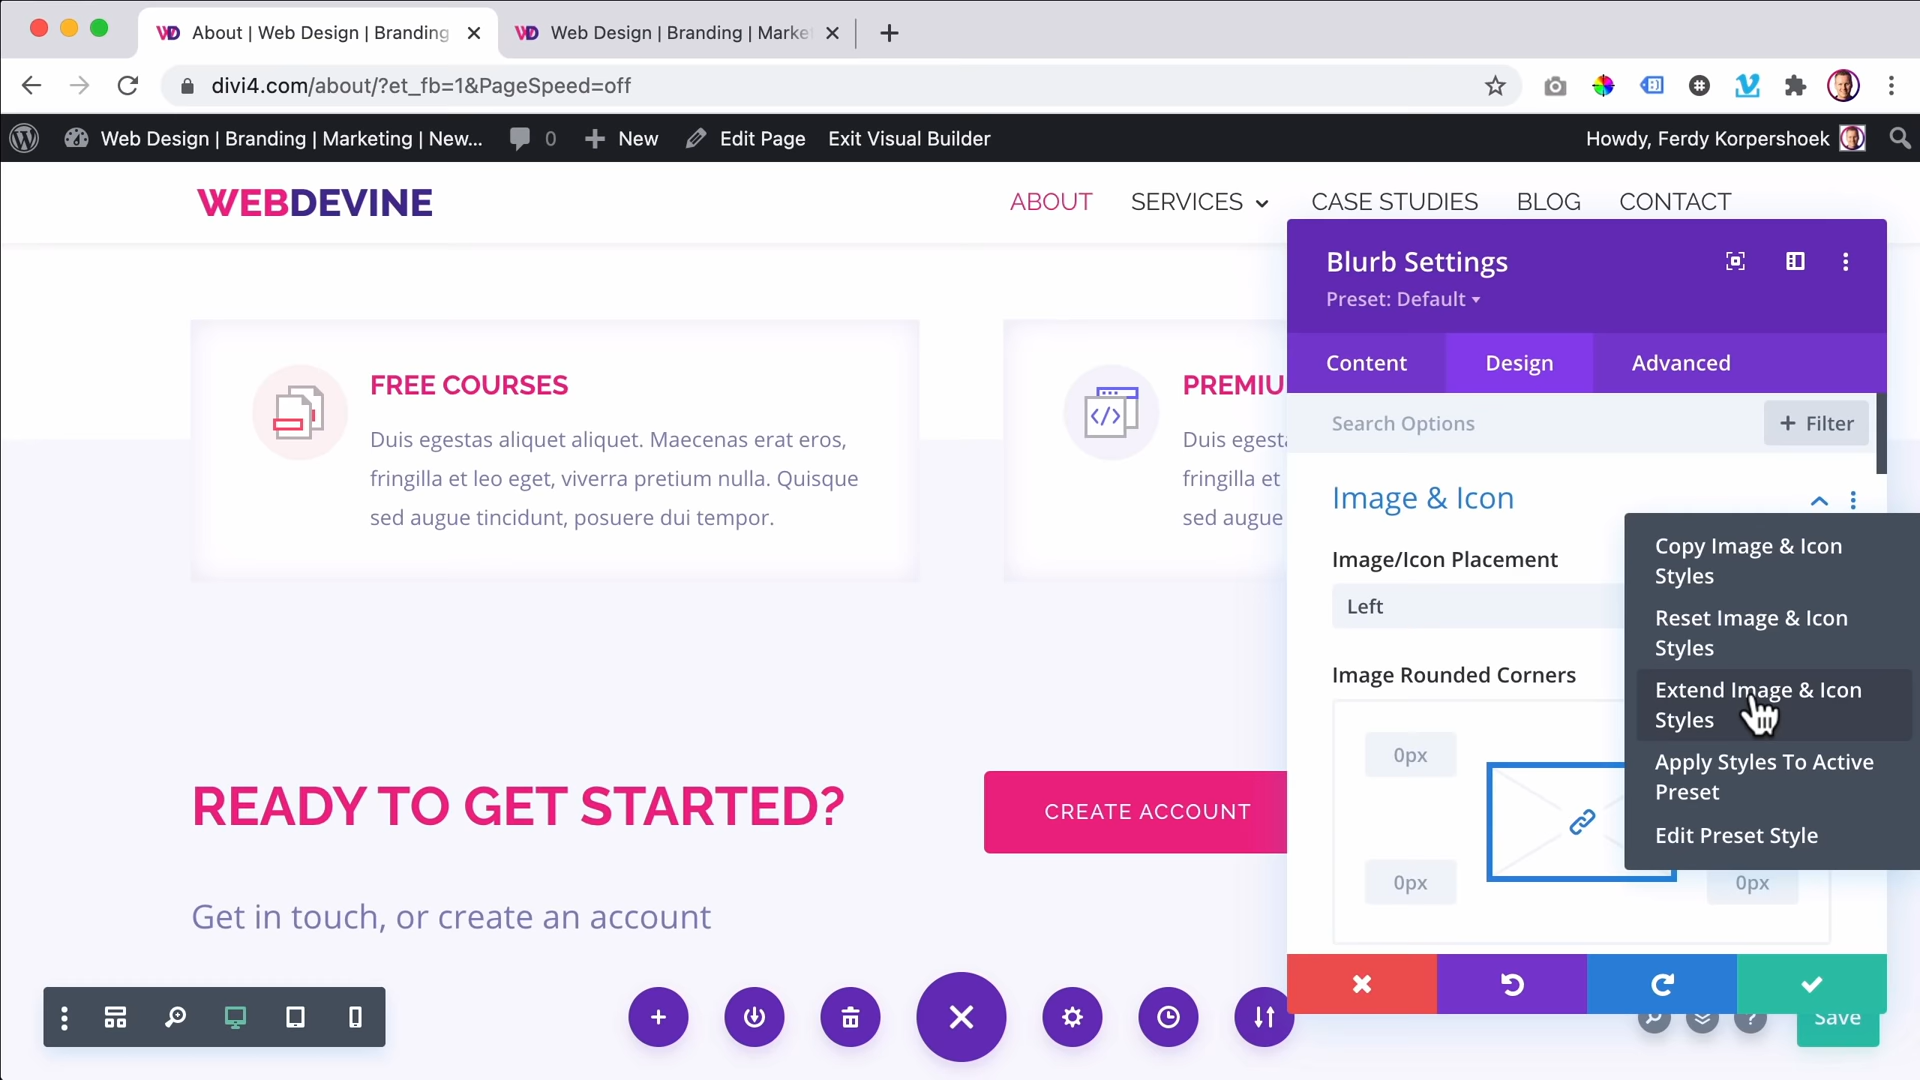 About | Web Design | Branding
Web Design | Branding | Marke
divi4.com/about/?et_fb=1&PageSpeed=off
Web Design | Branding | Marketing | New...
0
New
Edit Page
Exit Visual Builder
Howdy, Ferdy Korpershoek
WEBDEVINE
ABOUT
SERVICES
CASE STUDIES
BLOG
CONTACT
FREE COURSES
Duis egestas aliquet aliquet. Maecenas erat eros,
fringilla et leo eget, viverra pretium nulla. Quisque
sed augue tincidunt, posuere dui tempor.
PREMIU
Duis egest
fringilla et
sed augue
READY TO GET STARTED?
CREATE ACCOUNT
Get in touch, or create an account
Blurb Settings
Preset: Default
Content
Design
Advanced
Search Options
+ Filter
Image & Icon
Image/Icon Placement
Left
Image Rounded Corners
0px
0px
0px
Copy Image & Icon
Styles
Reset Image & Icon
Styles
Extend Image & Icon
Styles
Apply Styles To Active
Preset
Edit Preset Style
Save